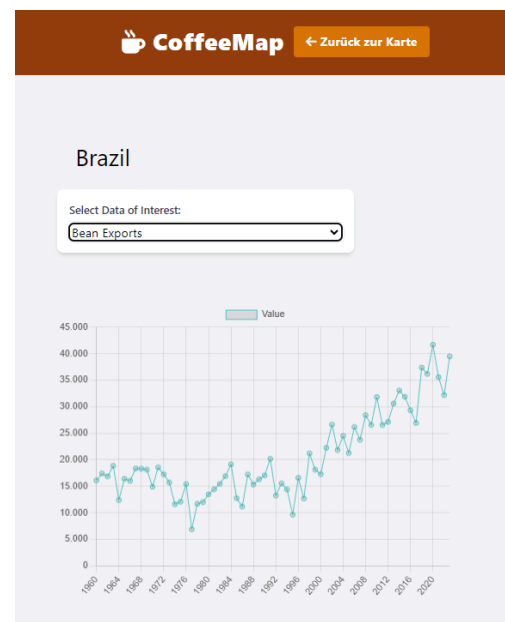 CoffeeMap
← Zurück zur Karte
Brazil
Select Data of Interest:
Bean Exports
Value
45.000
40.000
35.000
30.000
25.000
20.000
15.000
10.000
5.000
0
1960 1964 1968 1972 1976 1980 1984 1988 1992 1996 2000 2004 2008 2012 2016 2020